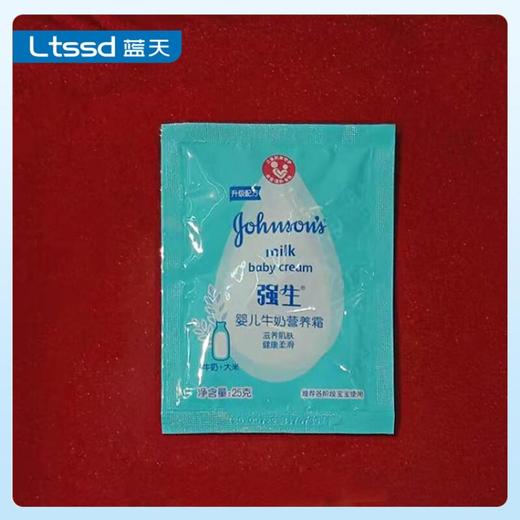 Ltssd 蓝天
升级配方
Johnson's
milk
baby cream
强生®
婴儿牛奶营养霜
滋养肌肤
健康柔滑
牛奶+大米
净含量:25克
推荐各阶段宝宝使用